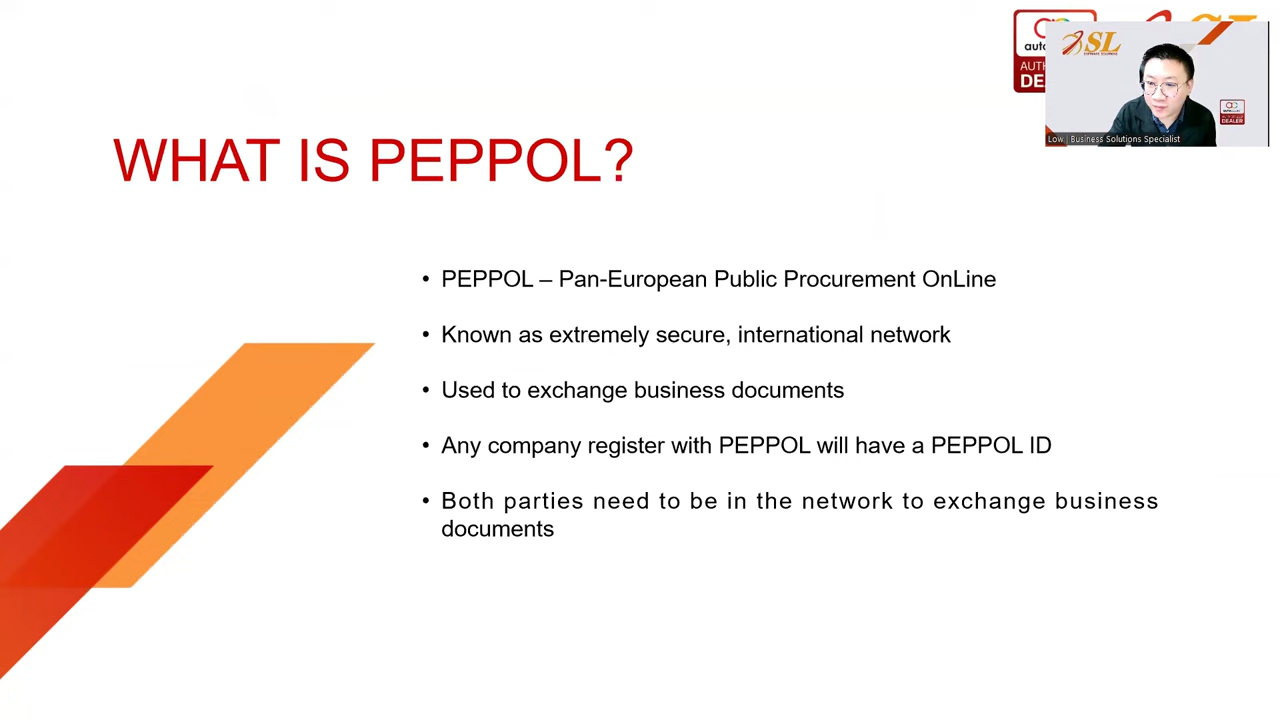 SL
WHAT IS PEPPOL?
Low | Business Solutions Specialist
DEALER
• PEPPOL – Pan-European Public Procurement OnLine
• Known as extremely secure, international network
• Used to exchange business documents
• Any company register with PEPPOL will have a PEPPOL ID
• Both parties need to be in the network to exchange business
documents